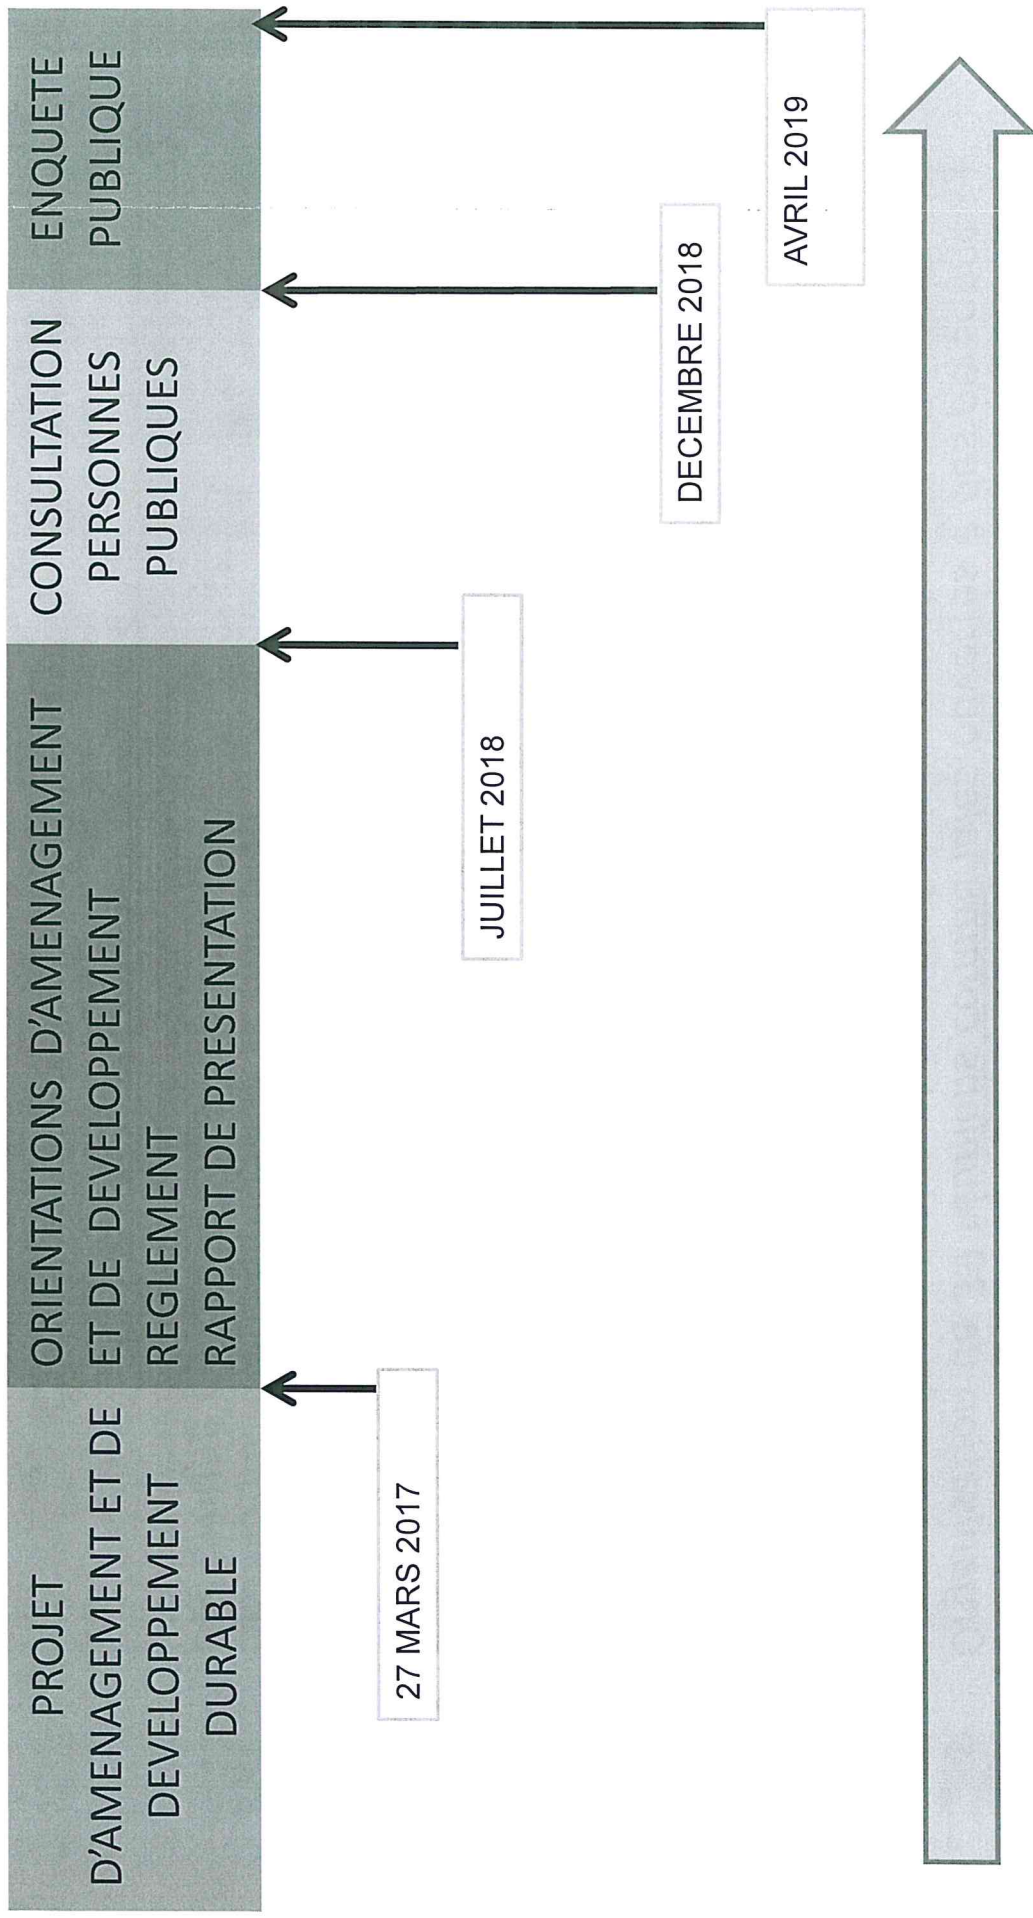 PROJET
D'AMENAGEMENT ET DE
DEVELOPPEMENT
DURABLE
ORIENTATIONS D'AMENAGEMENT
ET DE DEVELOPPEMENT
REGLEMENT
RAPPORT DE PRESENTATION
CONSULTATION
PERSONNES
PUBLIQUES
ENQUETE
PUBLIQUE
27 MARS 2017
JUILLET 2018
DECEMBRE 2018
AVRIL 2019